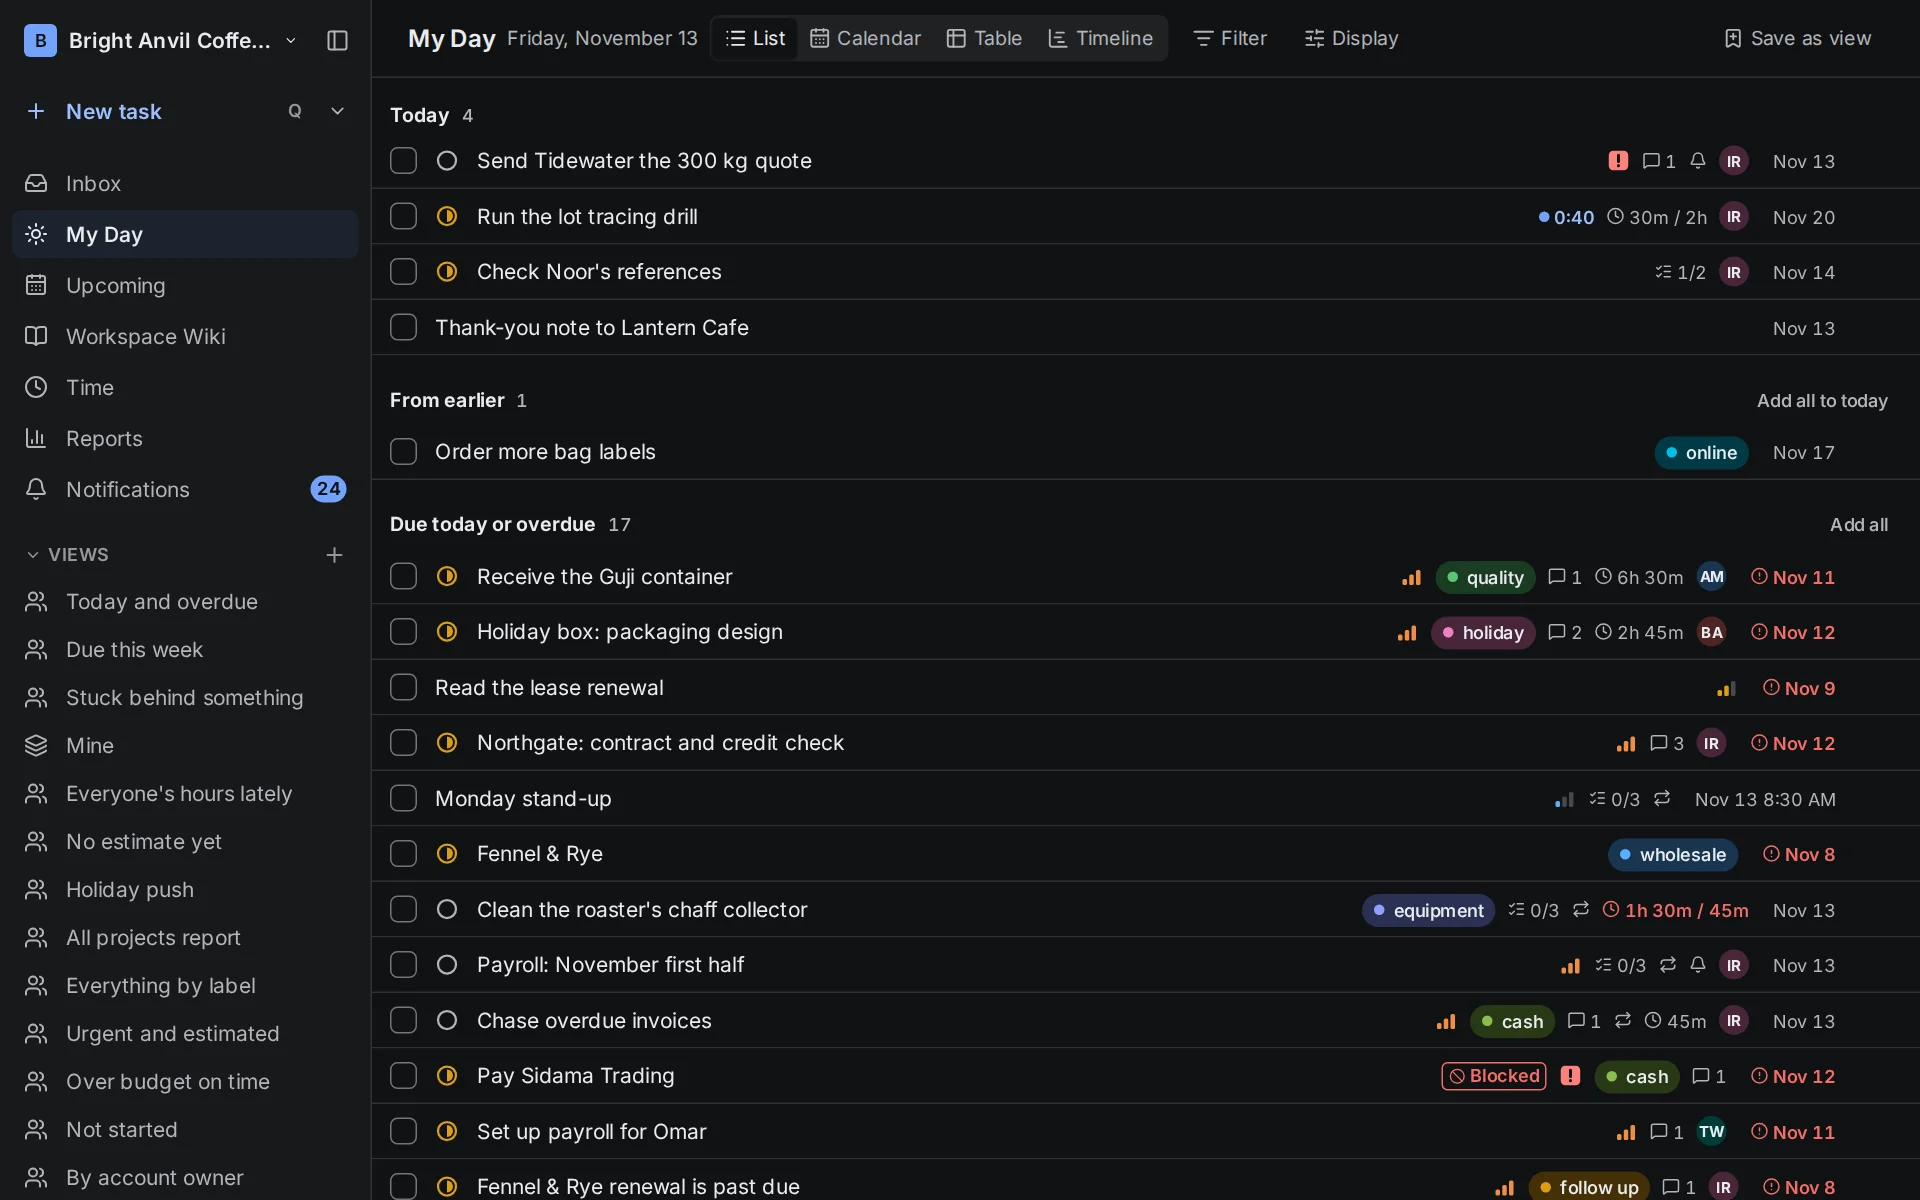 B Bright Anvil Coffe...
New task Q
Inbox
My Day
Upcoming
Workspace Wiki
Time
Reports
Notifications 24
VIEWS
Today and overdue
Due this week
Stuck behind something
Mine
Everyone's hours lately
No estimate yet
Holiday push
All projects report
Everything by label
Urgent and estimated
Over budget on time
Not started
By account owner
My Day Friday, November 13 List Calendar Table Timeline Filter Display Save as view
Today 4
Send Tidewater the 300 kg quote 1 IR Nov 13
Run the lot tracing drill 0:40 30m / 2h IR Nov 20
Check Noor's references 1/2 IR Nov 14
Thank-you note to Lantern Cafe Nov 13
From earlier 1 Add all to today
Order more bag labels online Nov 17
Due today or overdue 17 Add all
Receive the Guji container quality 1 6h 30m AM Nov 11
Holiday box: packaging design holiday 2 2h 45m BA Nov 12
Read the lease renewal Nov 9
Northgate: contract and credit check 3 IR Nov 12
Monday stand-up 0/3 Nov 13 8:30 AM
Fennel & Rye wholesale Nov 8
Clean the roaster's chaff collector equipment 0/3 1h 30m / 45m Nov 13
Payroll: November first half 0/3 IR Nov 13
Chase overdue invoices cash 1 45m IR Nov 13
Pay Sidama Trading Blocked cash 1 Nov 12
Set up payroll for Omar 1 TW Nov 11
Fennel & Rye renewal is past due follow up 1 IR Nov 8